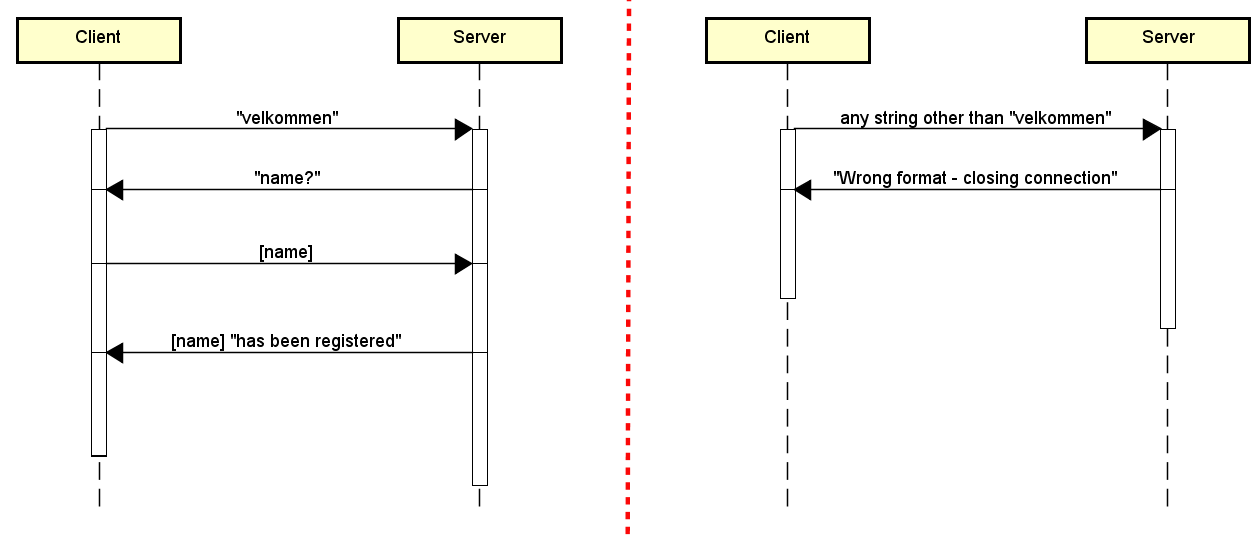 Client
Server
"velkommen"
"name?"
[name]
[name] "has been registered"
Client
Server
any string other than "velkommen"
"Wrong format - closing connection"